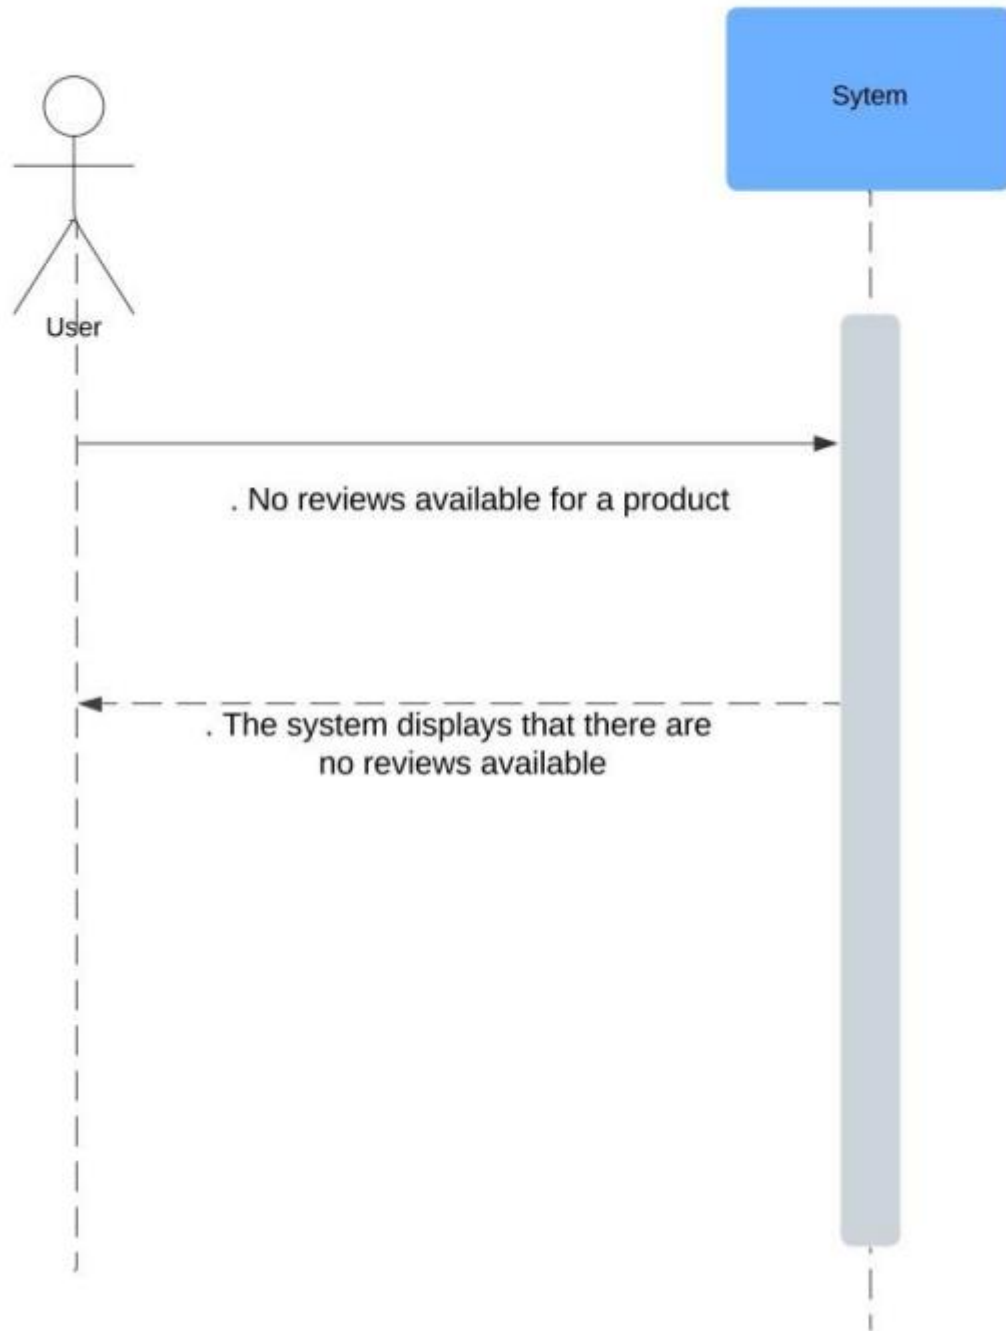 Sytem
User
. No reviews available for a product
. The system displays that there are
no reviews available